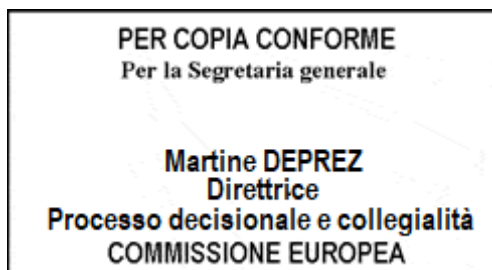 PER COPIA CONFORME
Per la Segretaria generale
Martine DEPREZ
Direttrice
Processo decisionale e collegialità
COMMISSIONE EUROPEA